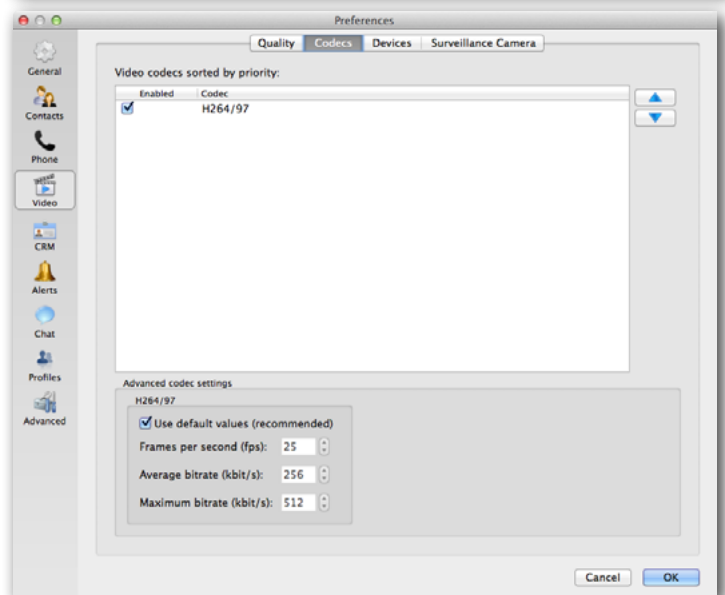 Preferences
General
Contacts
Phone
Video
CRM
Alerts
Chat
Profiles
Advanced
Quality Codecs Devices Surveillance Camera
Video codecs sorted by priority:
Enabled Codec
H264/97
Advanced codec settings
H264/97
Use default values (recommended)
Frames per second (fps): 25
Average bitrate (kbit/s): 256
Maximum bitrate (kbit/s): 512
Cancel OK